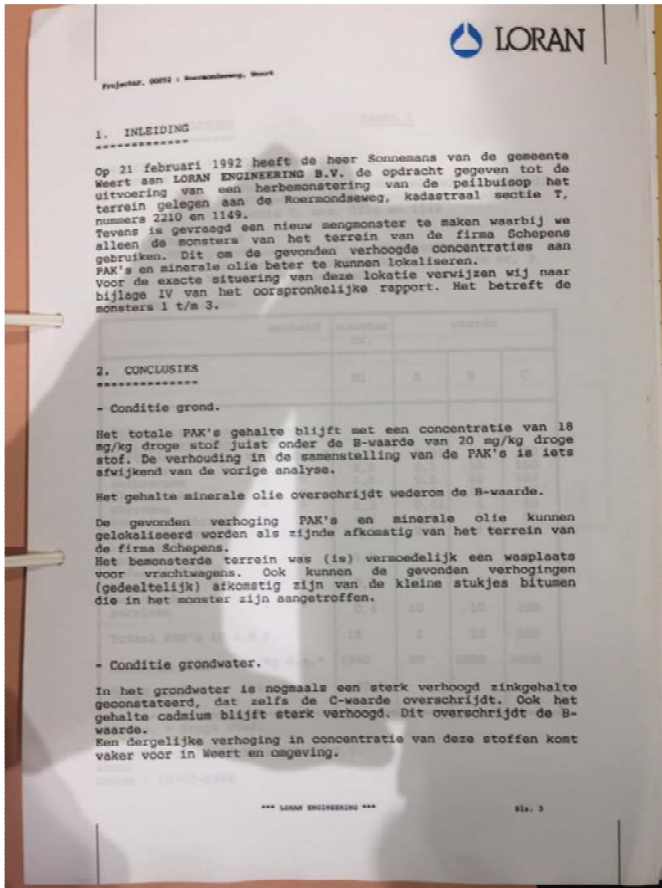 LORAN
Projectnr. 00892 : Roermondseweg, Weert
1. INLEIDING
Op 21 februari 1992 heeft de heer Sonnemans van de gemeente
Weert aan LORAN ENGINEERING B.V. de opdracht gegeven tot de
uitvoering van een herbemonstering van de peilbuisop het
terrein gelegen aan de Roermondseweg, kadastraal sectie T,
nummers 2210 en 1149.
Tevens is gevraagd een nieuw mengmonster te maken waarbij we
alleen de monsters van het terrein van de firma Schepens
gebruiken. Dit om de gevonden verhoogde concentraties aan
PAK's en minerale olie beter te kunnen lokaliseren.
Voor de exacte situering van deze lokatie verwijzen wij naar
bijlage IV van het oorspronkelijke rapport. Het betreft de
monsters 1 t/m 3.
2. CONCLUSIES
- Conditie grond.
Het totale PAK's gehalte blijft met een concentratie van 18
mg/kg droge stof juist onder de B-waarde van 20 mg/kg droge
stof. De verhouding in de samenstelling van de PAK's is iets
afwijkend van de vorige analyse.
Het gehalte minerale olie overschrijdt wederom de B-waarde.
De gevonden verhoging PAK's en minerale olie kunnen
gelokaliseerd worden als zijnde afkomstig van het terrein van
de firma Schepens.
Het bemonsterde terrein was (is) vermoedelijk een wasplaats
voor vrachtwagens. Ook kunnen de gevonden verhogingen
(gedeeltelijk) afkomstig zijn van de kleine stukjes bitumen
die in het monster zijn aangetroffen.
- Conditie grondwater.
In het grondwater is nogmaals een sterk verhoogd zinkgehalte
geconstateerd, dat zelfs de C-waarde overschrijdt. Ook het
gehalte cadmium blijft sterk verhoogd. Dit overschrijdt de B-
waarde.
Een dergelijke verhoging in concentratie van deze stoffen komt
vaker voor in Weert en omgeving.
*** LORAN ENGINEERING ***
Blz. 3